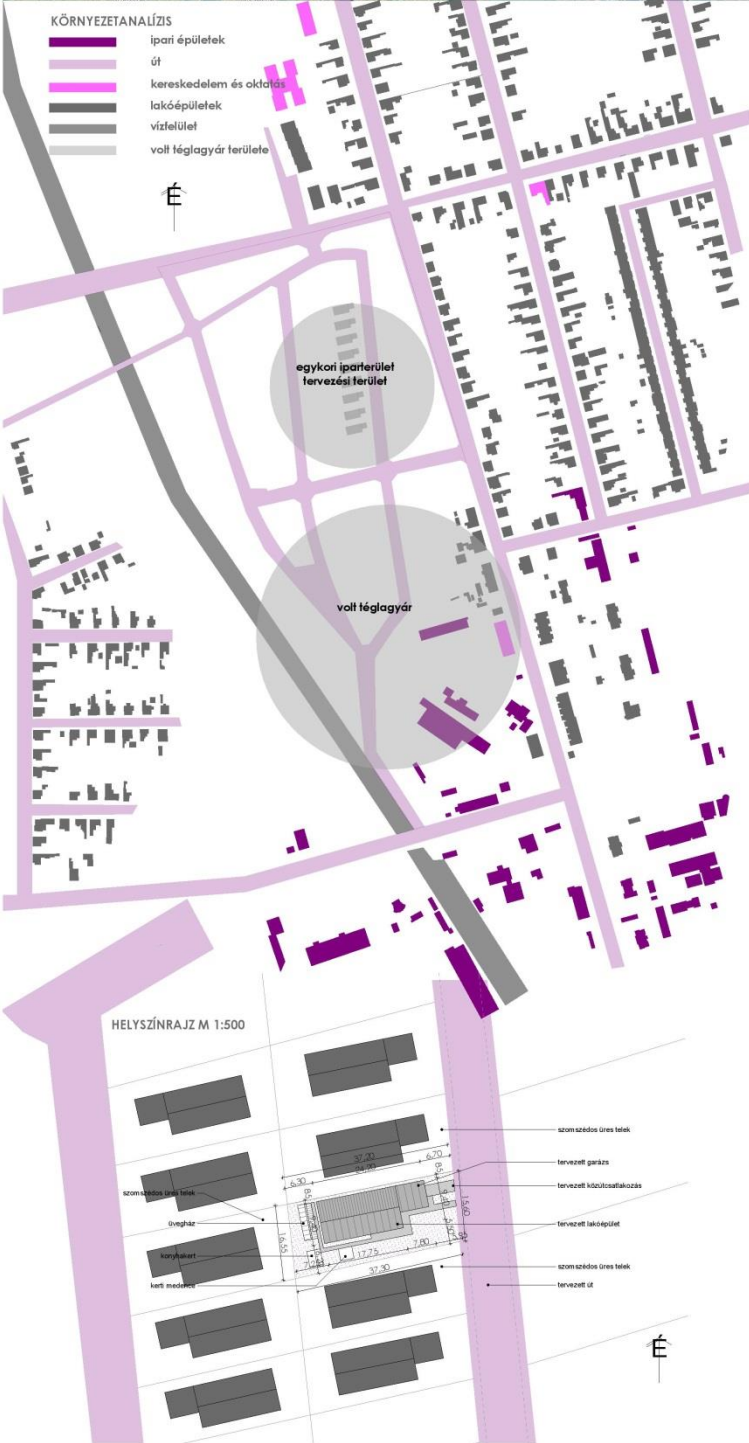 KÖRNYEZETANALÍZIS
ipari épületek
út
kereskedelem és oktatás
lakóépületek
vízfelület
volt téglagyár területe
É
egykori iparterület
tervezési terület
volt téglagyár
HELYSZÍNRAJZ M 1:500
szomszédos üres telek
tervezett garázs
tervezett közútcsatlakozás
tervezett lakóépület
szomszédos üres telek
tervezett út
szomszédos üres telek
üvegház
konyhakert
kerti medence
37,20
24,20
6,30
6,70
15,60
16,55
17,75
7,80
37,30
É